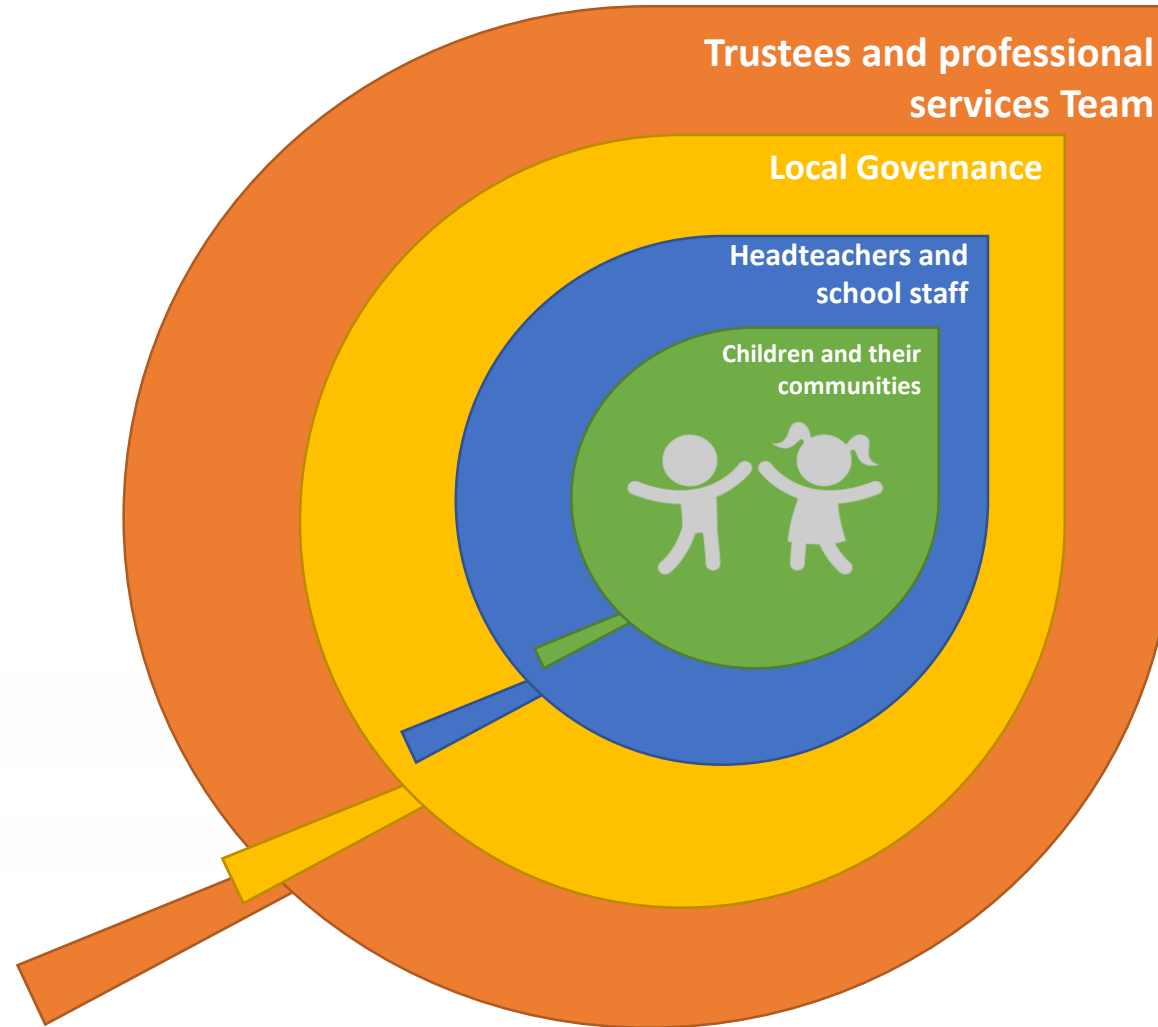 Trustees and professional
services Team
Local Governance
Headteachers and
school staff
Children and their
communities